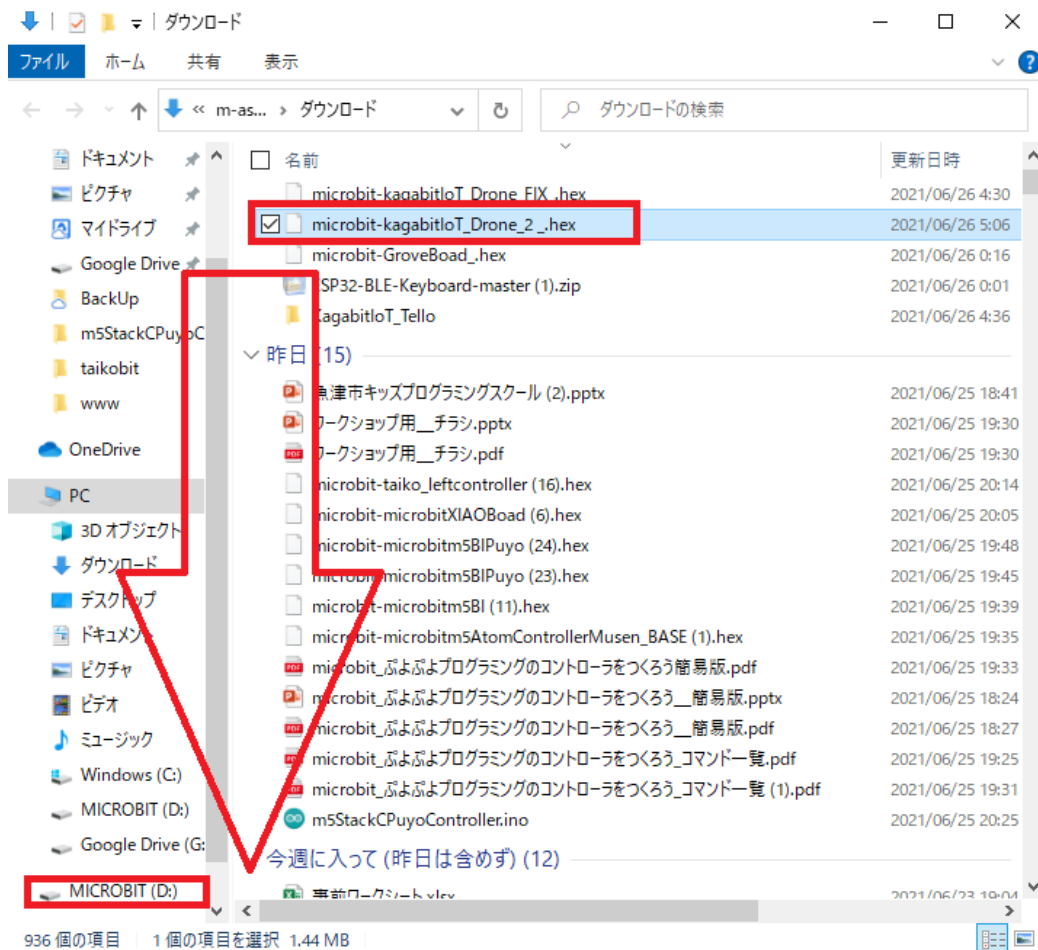 ダウンロード
ファイル ホーム 共有 表示
« m-as... › ダウンロード ダウンロードの検索
ドキュメント
ピクチャ
マイドライブ
Google Drive
BackUp
m5StackCPuyoC
taikobit
www
OneDrive
PC
3D オブジェクト
ダウンロード
デスクトップ
ドキュメント
ピクチャ
ビデオ
ミュージック
Windows (C:)
MICROBIT (D:)
Google Drive (G:
MICROBIT (D:)
名前 更新日時
microbit-kagabitIoT_Drone_FIX_.hex 2021/06/26 4:30
microbit-kagabitIoT_Drone_2_.hex 2021/06/26 5:06
microbit-GroveBoad_.hex 2021/06/26 0:16
ESP32-BLE-Keyboard-master (1).zip 2021/06/26 0:01
KagabitIoT_Tello 2021/06/26 4:36
昨日 (15)
魚津市キッズプログラミングスクール (2).pptx 2021/06/25 18:41
ワークショップ用__チラシ.pptx 2021/06/25 19:30
ワークショップ用__チラシ.pdf 2021/06/25 19:30
microbit-taiko_leftcontroller (16).hex 2021/06/25 20:14
microbit-microbitXIAOBoad (6).hex 2021/06/25 20:05
microbit-microbitm5BlPuyo (24).hex 2021/06/25 19:48
microbit-microbitm5BlPuyo (23).hex 2021/06/25 19:45
microbit-microbitm5Bl (11).hex 2021/06/25 19:39
microbit-microbitm5AtomControllerMusen_BASE (1).hex 2021/06/25 19:35
microbit_ぷよぷよプログラミングのコントローラをつくろう簡易版.pdf 2021/06/25 19:33
microbit_ぷよぷよプログラミングのコントローラをつくろう__簡易版.pptx 2021/06/25 18:24
microbit_ぷよぷよプログラミングのコントローラをつくろう__簡易版.pdf 2021/06/25 18:27
microbit_ぷよぷよプログラミングのコントローラをつくろう_コマンド一覧.pdf 2021/06/25 19:25
microbit_ぷよぷよプログラミングのコントローラをつくろう_コマンド一覧 (1).pdf 2021/06/25 19:31
m5StackCPuyoController.ino 2021/06/25 20:25
今週に入って (昨日は含めず) (12)
事前ワークシート.xlsx 2021/06/23 19:04
936 個の項目 1 個の項目を選択 1.44 MB